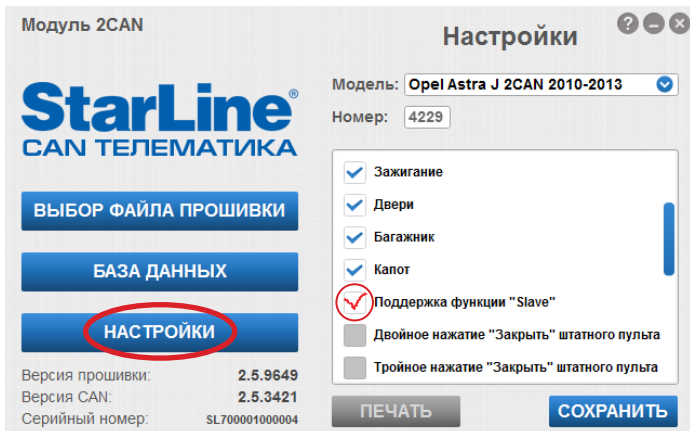 Модуль 2CAN
StarLine®
CAN ТЕЛЕМАТИКА
ВЫБОР ФАЙЛА ПРОШИВКИ
БАЗА ДАННЫХ
НАСТРОЙКИ
Версия прошивки: 2.5.9649
Версия CAN: 2.5.3421
Серийный номер: SL700001000004
Настройки
Модель: Opel Astra J 2CAN 2010-2013
Номер: 4229
Зажигание
Двери
Багажник
Капот
Поддержка функции "Slave"
Двойное нажатие "Закрыть" штатного пульта
Тройное нажатие "Закрыть" штатного пульта
ПЕЧАТЬ
СОХРАНИТЬ